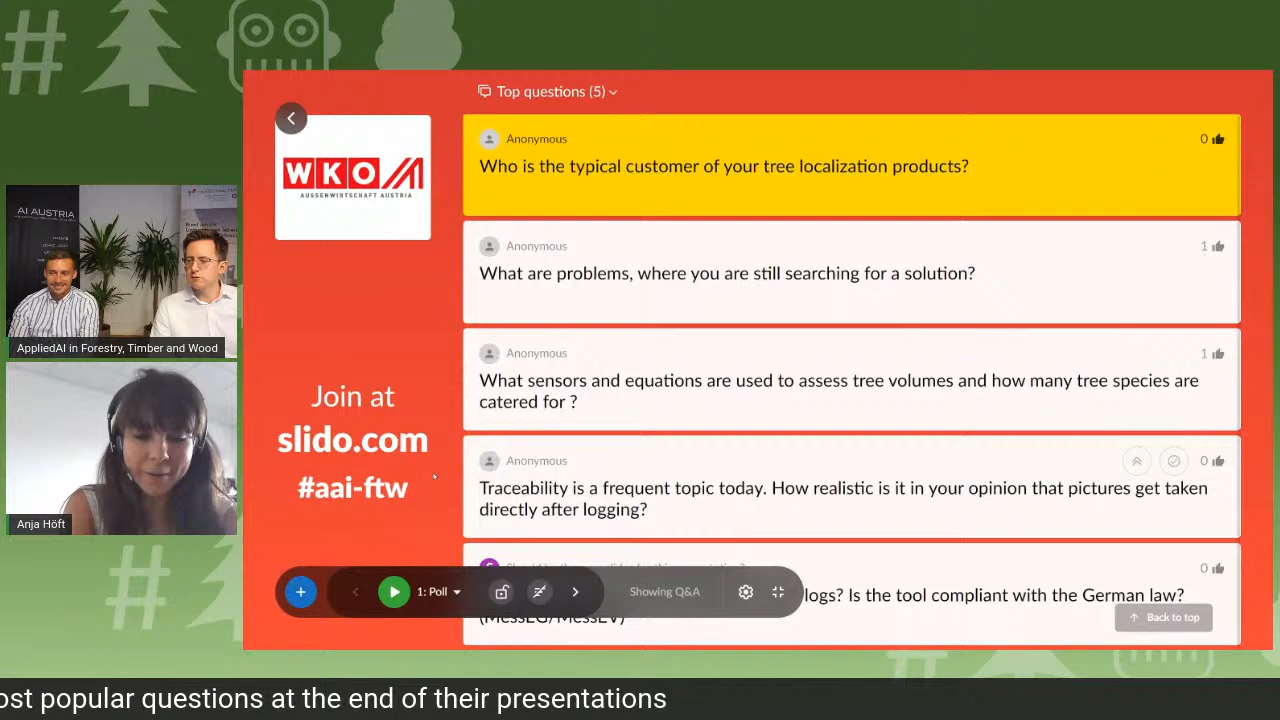 Top questions (5)
WKO
AUSSENWIRTSCHAFT AUSTRIA
Anonymous
0
Who is the typical customer of your tree localization products?
Anonymous
1
What are problems, where you are still searching for a solution?
Anonymous
1
What sensors and equations are used to assess tree volumes and how many tree species are
catered for ?
Anonymous
0
Traceability is a frequent topic today. How realistic is it in your opinion that pictures get taken
directly after logging?
0
logs? Is the tool compliant with the German law?
(MessEG/MessEV)
Back to top
Join at
slido.com
#aai-ftw
1: Poll
Showing Q&A
AI AUSTRIA
AppliedAI in Forestry, Timber and Wood
Anja Höft
ost popular questions at the end of their presentations